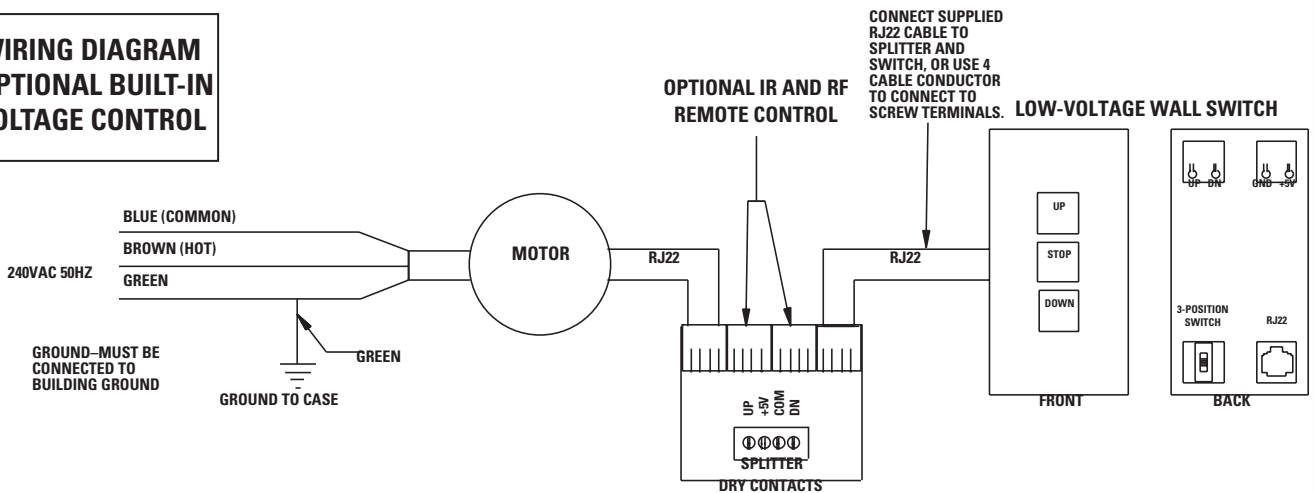 WIRING DIAGRAM
OPTIONAL BUILT-IN
VOLTAGE CONTROL
240VAC 50HZ
BLUE (COMMON)
BROWN (HOT)
GREEN
GROUND–MUST BE
CONNECTED TO
BUILDING GROUND
GREEN
GROUND TO CASE
MOTOR
RJ22
OPTIONAL IR AND RF
REMOTE CONTROL
CONNECT SUPPLIED
RJ22 CABLE TO
SPLITTER AND
SWITCH, OR USE 4
CABLE CONDUCTOR
TO CONNECT TO
SCREW TERMINALS.
RJ22
UP
+5V
COM
DN
SPLITTER
DRY CONTACTS
LOW-VOLTAGE WALL SWITCH
UP
STOP
DOWN
FRONT
UP DN
GND +5V
3-POSITION
SWITCH
RJ22
BACK